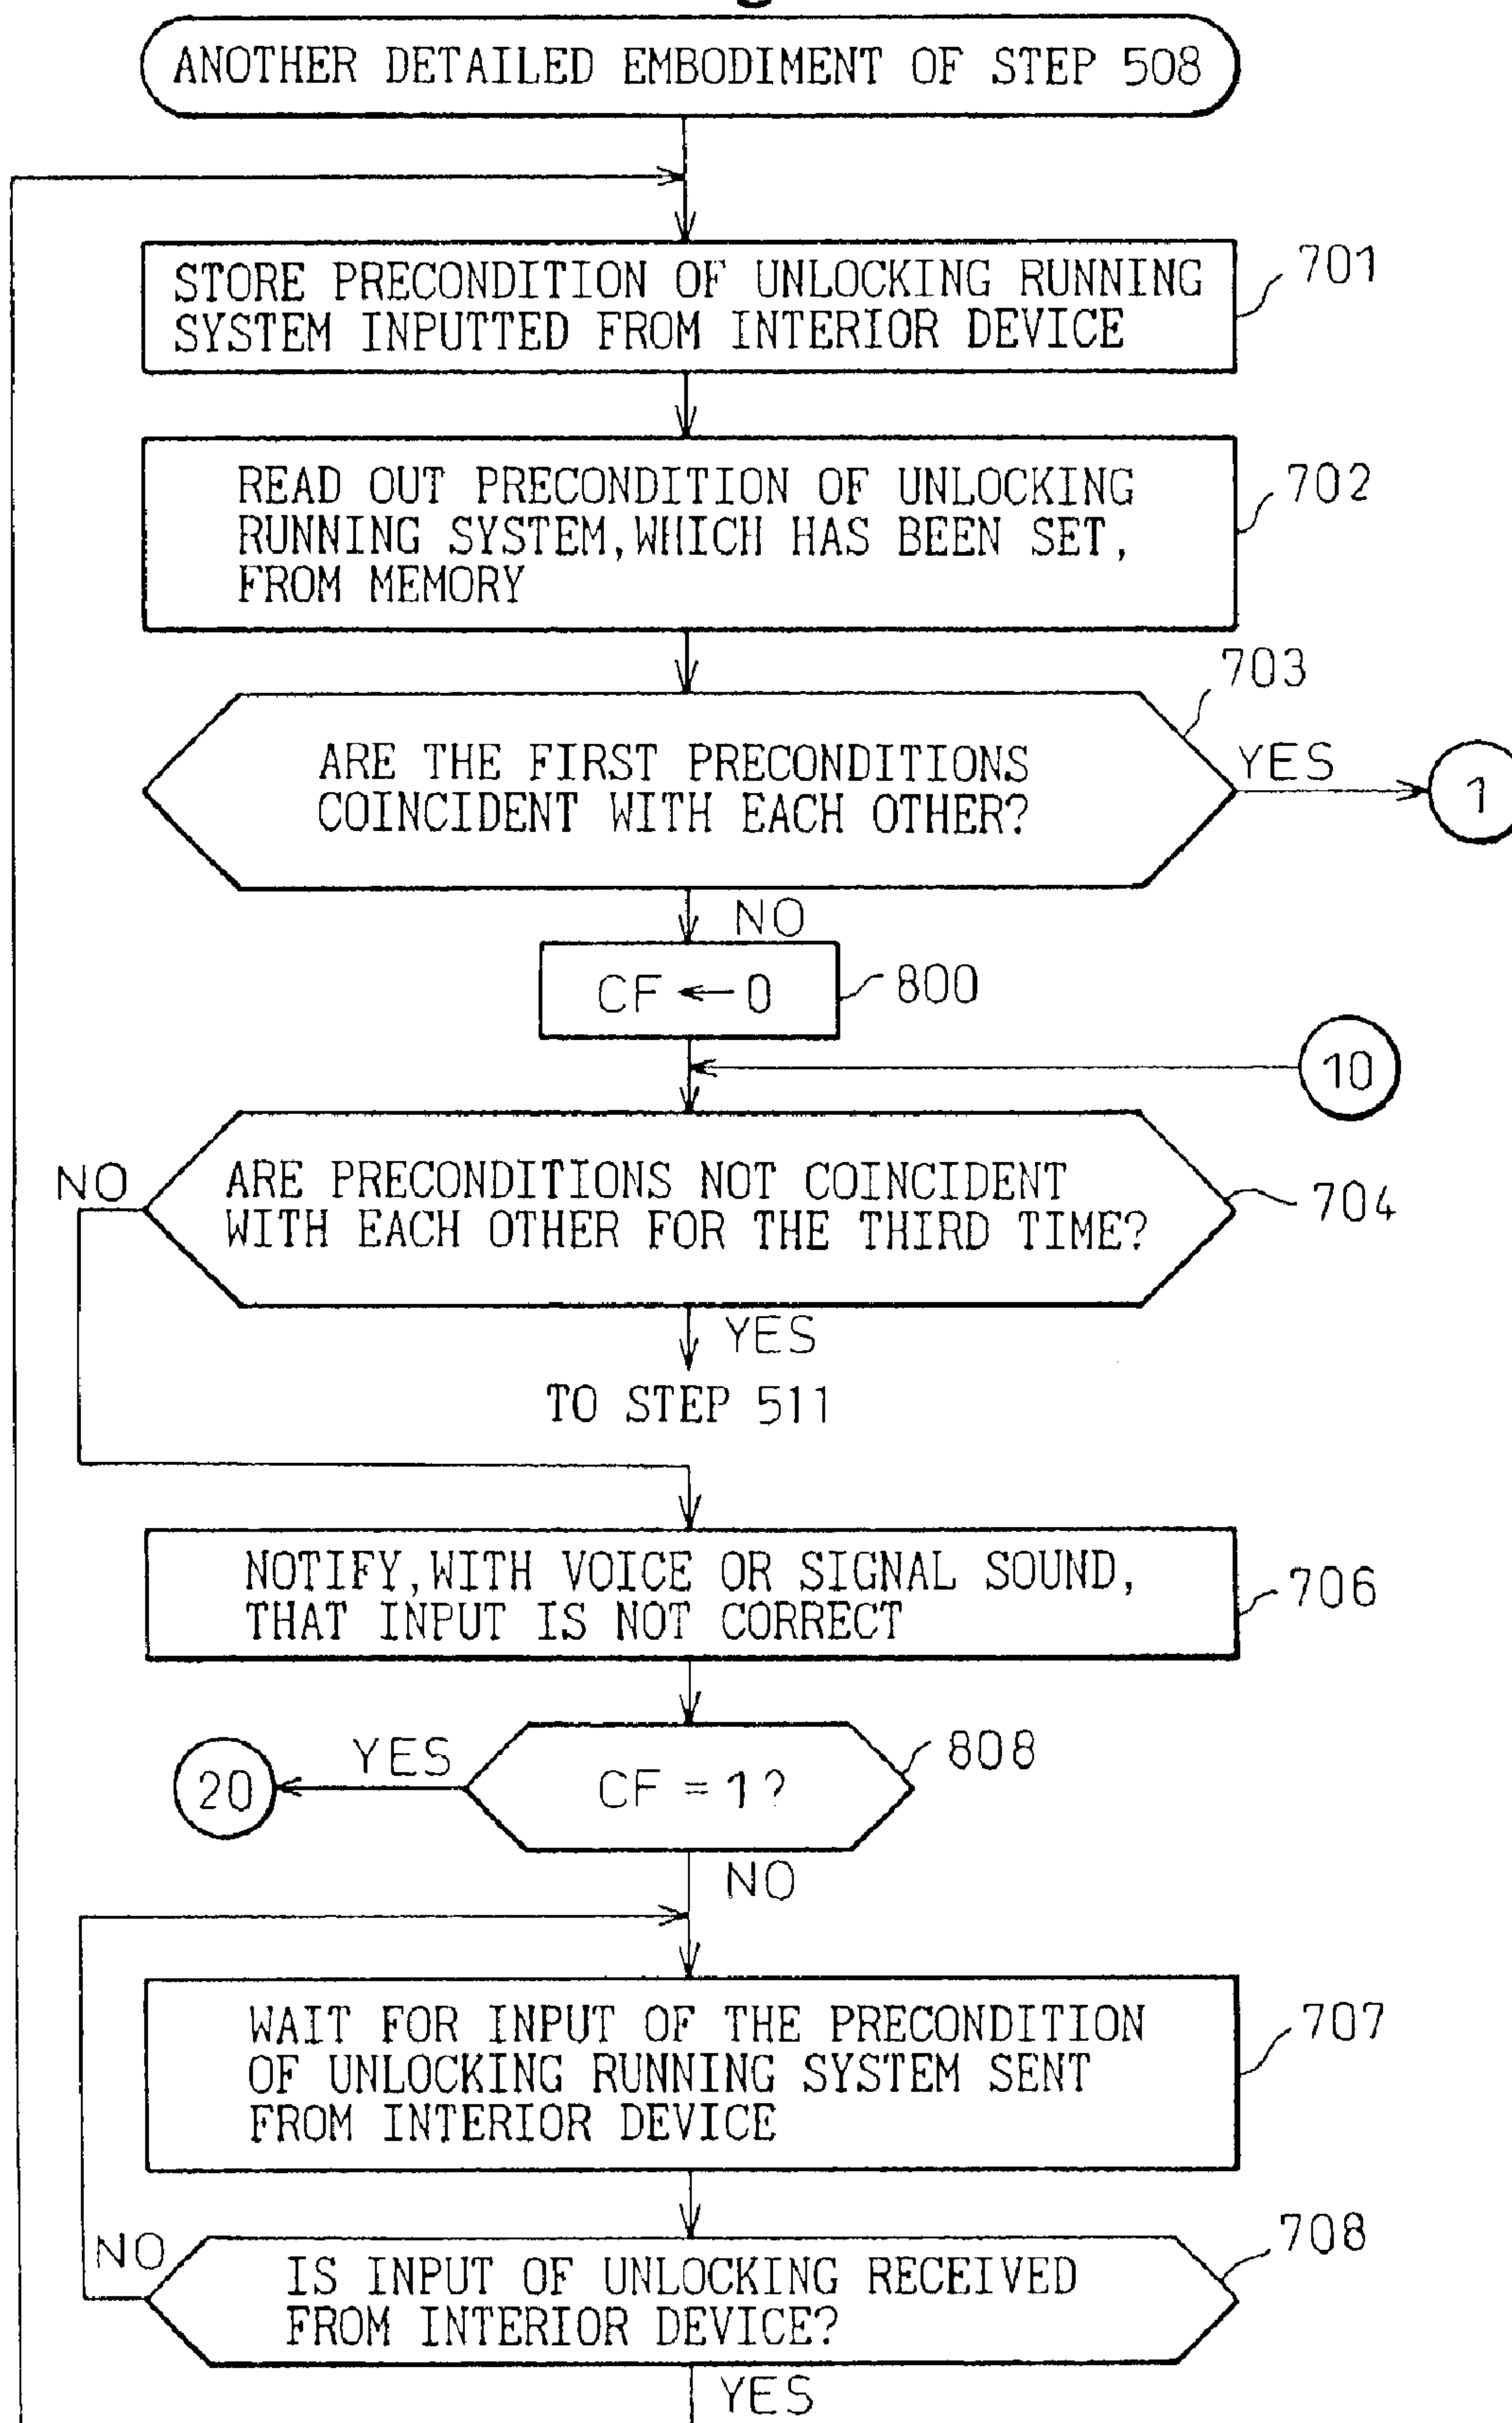 ANOTHER DETAILED EMBODIMENT OF STEP 508
STORE PRECONDITION OF UNLOCKING RUNNING
SYSTEM INPUTTED FROM INTERIOR DEVICE
701
READ OUT PRECONDITION OF UNLOCKING
RUNNING SYSTEM, WHICH HAS BEEN SET,
FROM MEMORY
702
703
ARE THE FIRST PRECONDITIONS
COINCIDENT WITH EACH OTHER?
YES
1
NO
CF ← 0
800
10
NO
ARE PRECONDITIONS NOT COINCIDENT
WITH EACH OTHER FOR THE THIRD TIME?
704
YES
TO STEP 511
NOTIFY, WITH VOICE OR SIGNAL SOUND,
THAT INPUT IS NOT CORRECT
706
20
YES
CF = 1?
808
NO
WAIT FOR INPUT OF THE PRECONDITION
OF UNLOCKING RUNNING SYSTEM SENT
FROM INTERIOR DEVICE
707
NO
IS INPUT OF UNLOCKING RECEIVED
FROM INTERIOR DEVICE?
708
YES